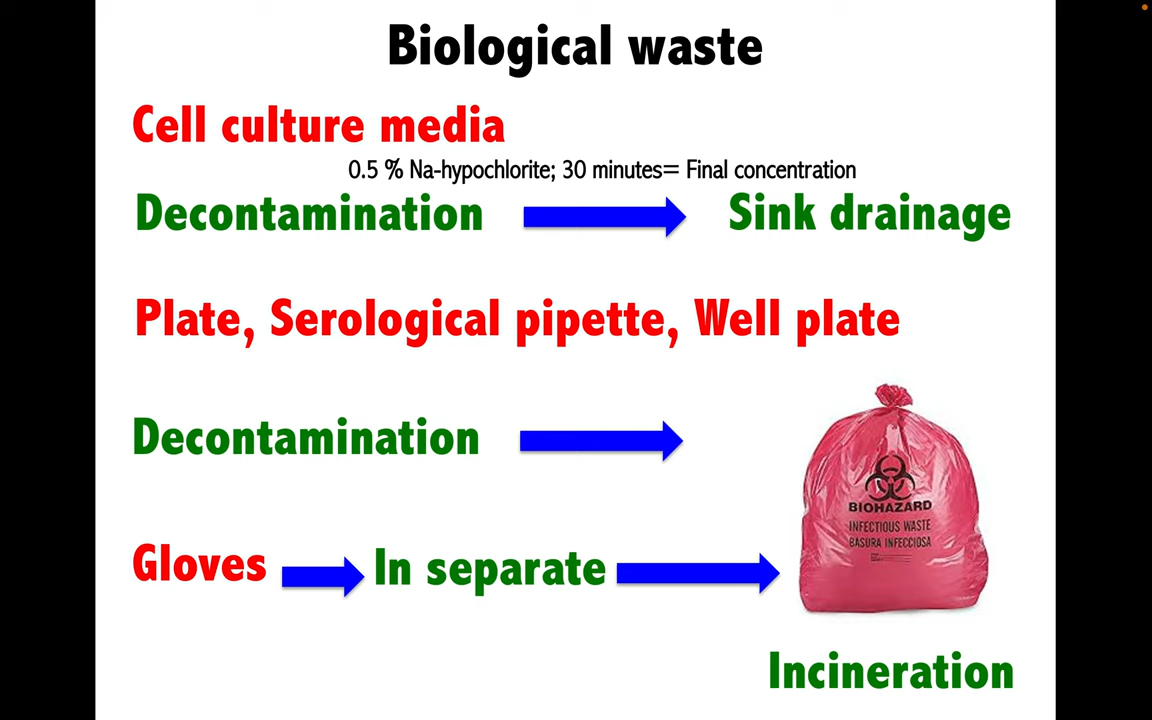 Biological waste
Cell culture media
0.5 % Na-hypochlorite; 30 minutes= Final concentration
Decontamination
Sink drainage
Plate, Serological pipette, Well plate
Decontamination
BIOHAZARD
INFECTIOUS WASTE
BASURA INFECCIOSA
Gloves
In separate
Incineration